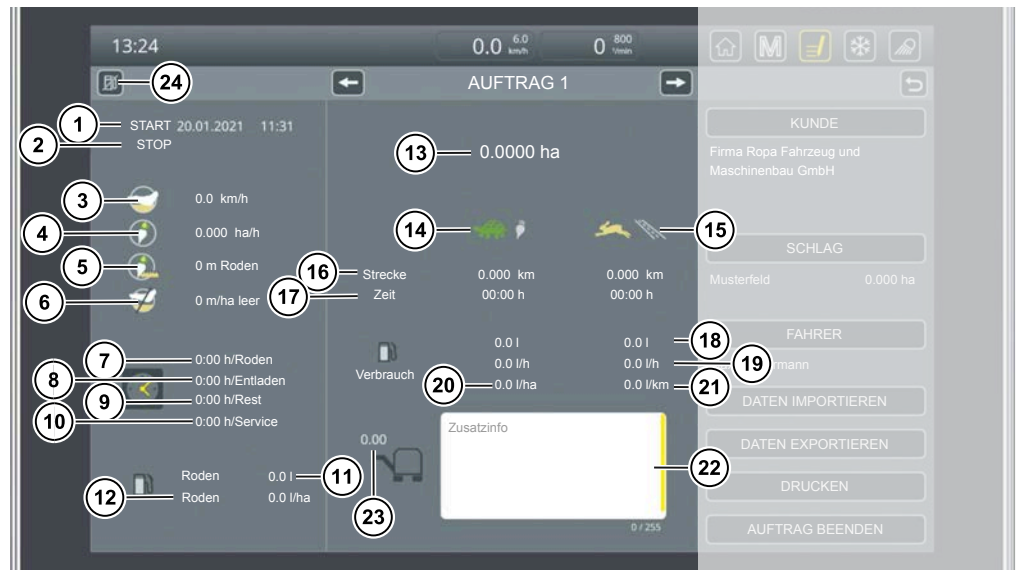 13:24
0.0 6.0 km/h
0 800 1/min
M
24
AUFTRAG 1
1 START 20.01.2021 11:31
2 STOP
3 0.0 km/h
4 0.000 ha/h
5 0 m Roden
6 0 m/ha leer
7 0:00 h/Roden
8 0:00 h/Entladen
9 0:00 h/Rest
10 0:00 h/Service
Roden 0.0 l 11
12 Roden 0.0 l/ha
13 0.0000 ha
14 15
16 Strecke 0.000 km 0.000 km
17 Zeit 00:00 h 00:00 h
0.0 l 0.0 l 18
0.0 l/h 0.0 l/h 19
Verbrauch
20 0.0 l/ha 0.0 l/km 21
0.00
23
Zusatzinfo
22
0 / 255
KUNDE
Firma Ropa Fahrzeug und
Maschinenbau GmbH
SCHLAG
Musterfeld 0.000 ha
FAHRER
DATEN IMPORTIEREN
DATEN EXPORTIEREN
DRUCKEN
AUFTRAG BEENDEN